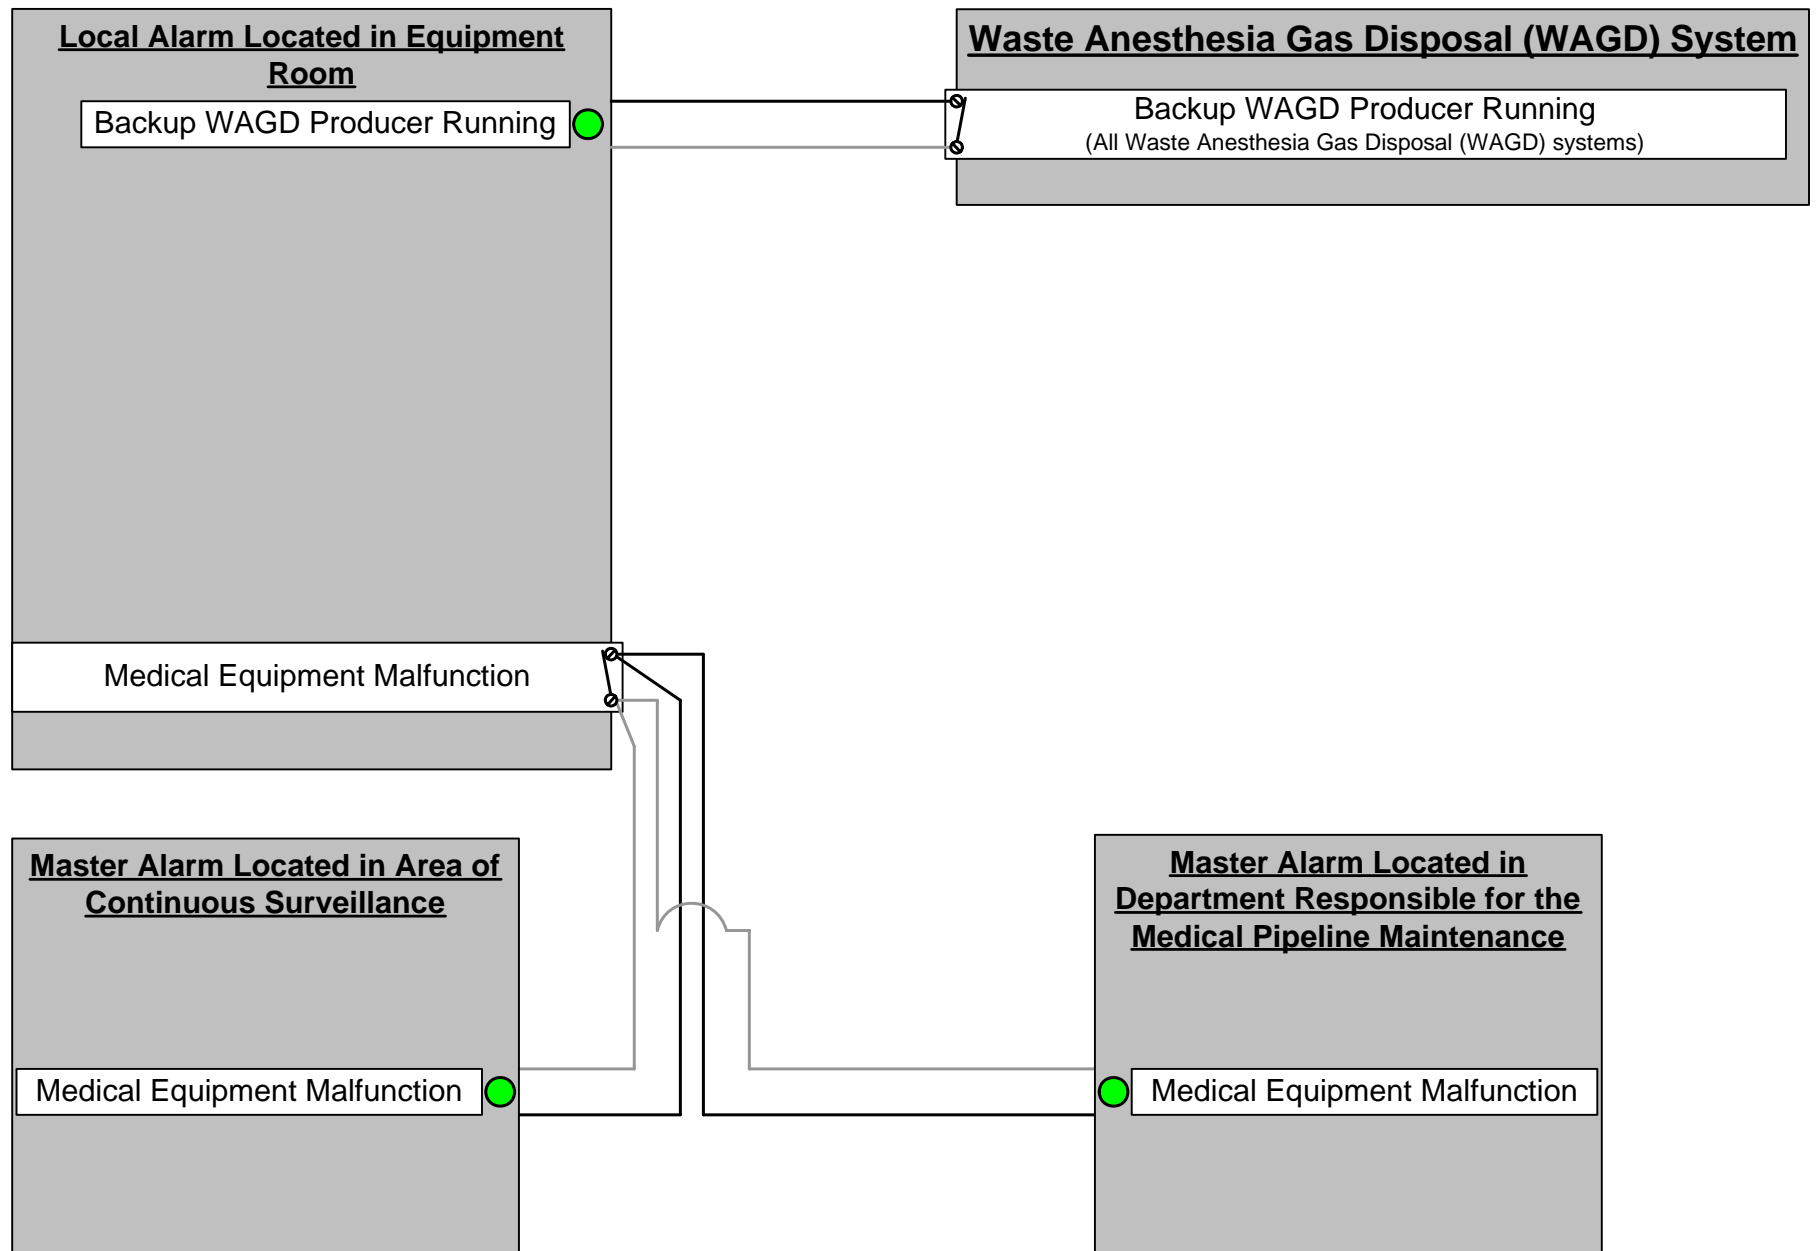 Local Alarm Located in Equipment
Room
Backup WAGD Producer Running
Waste Anesthesia Gas Disposal (WAGD) System
Backup WAGD Producer Running
(All Waste Anesthesia Gas Disposal (WAGD) systems)
Medical Equipment Malfunction
Master Alarm Located in Area of
Continuous Surveillance
Medical Equipment Malfunction
Master Alarm Located in
Department Responsible for the
Medical Pipeline Maintenance
Medical Equipment Malfunction